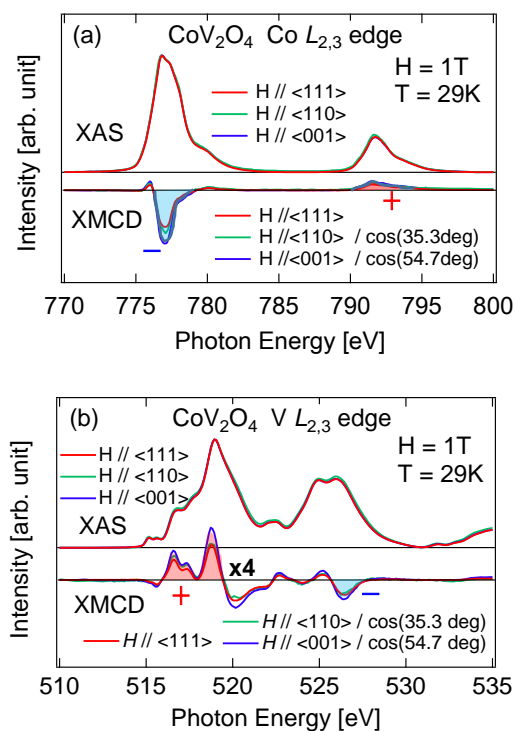 (a)
CoV₂O₄ Co L₂,₃ edge
H = 1T
T = 29K
XAS
H // <111>
H // <110>
H // <001>
XMCD
H // <111>
H //<110> / cos(35.3deg)
H //<001> / cos(54.7deg)
+
−
Intensity [arb. unit]
770 775 780 785 790 795 800
Photon Energy [eV]
(b)
CoV₂O₄ V L₂,₃ edge
H = 1T
T = 29K
H // <111>
H // <110>
H // <001>
XAS
x4
XMCD
+
−
H // <111>
H //<110> / cos(35.3 deg)
H //<001> / cos(54.7 deg)
Intensity [arb. unit]
510 515 520 525 530 535
Photon Energy [eV]